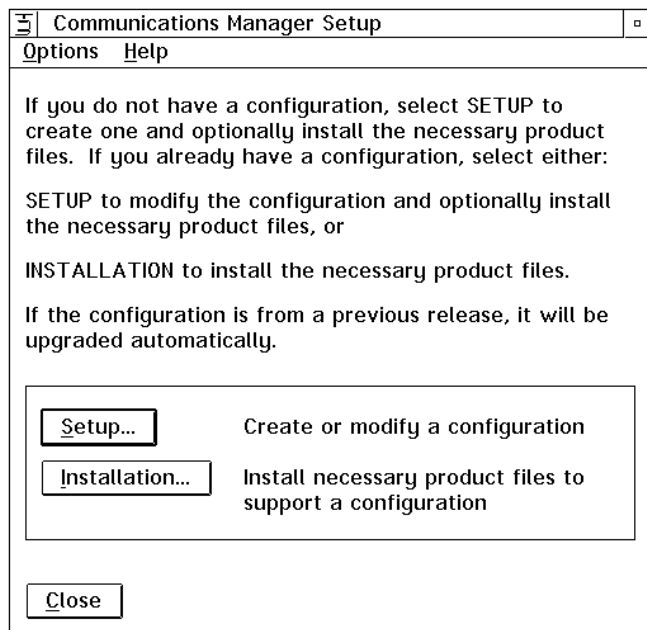 Communications Manager Setup
Options Help
If you do not have a configuration, select SETUP to
create one and optionally install the necessary product
files. If you already have a configuration, select either:
SETUP to modify the configuration and optionally install
the necessary product files, or
INSTALLATION to install the necessary product files.
If the configuration is from a previous release, it will be
upgraded automatically.
Setup... Create or modify a configuration
Installation... Install necessary product files to
support a configuration
Close